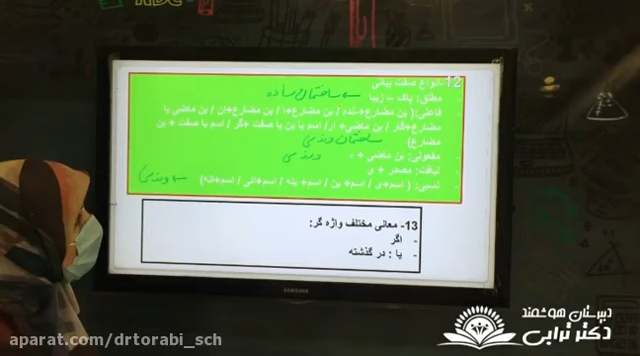 12-انواع صفت بیانی
- مطلق: پاک – زیبا ساختمان ساده
- فاعلی:( بن مضارع+نده / بن مضارع+ا / بن مضارع+ان / بن ماضی یا
مضارع+گار / بن ماضی+ ار/ اسم یا بن یا صفت +گر / اسم یا صفت + بن
مضارع) ساختمان ورزشی
- مفعولی: بن ماضی + ه ورزشی
- لیاقت: مصدر + ی
- نسبی: ( اسم+ی / اسم+ ین / اسم+ ینه / اسم+انی / اسم+انه)
13- معانی مختلف واژه گر:
- اگر
- یا : در گذشته
SAMSUNG
دبیرستان هوشمند
دکتر ترابی
aparat.com/drtorabi_sch